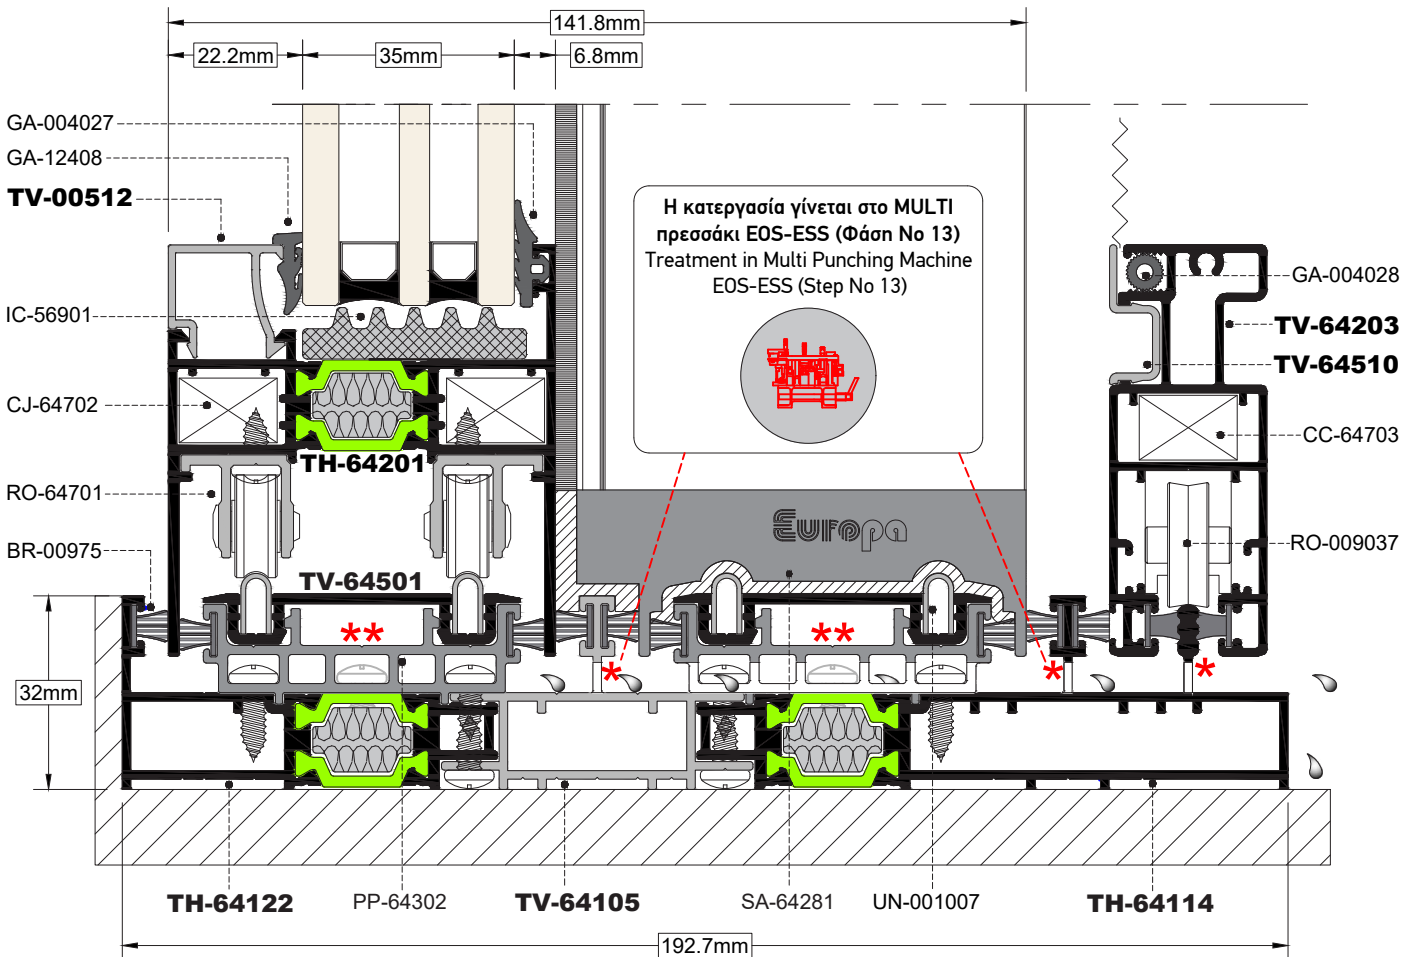 141.8mm
22.2mm
35mm
6.8mm
GA-004027
GA-12408
TV-00512
Η κατεργασία γίνεται στο MULTI
πρεσσάκι EOS-ESS (Φάση Νο 13)
Treatment in Multi Punching Machine
EOS-ESS (Step No 13)
GA-004028
IC-56901
TV-64203
TV-64510
CJ-64702
CC-64703
TH-64201
RO-64701
Europa
RO-009037
BR-00975
TV-64501
**
**
*
*
*
32mm
TH-64122
PP-64302
TV-64105
SA-64281
UN-001007
TH-64114
192.7mm